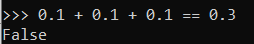 >>> 0.1 + 0.1 + 0.1 == 0.3
False